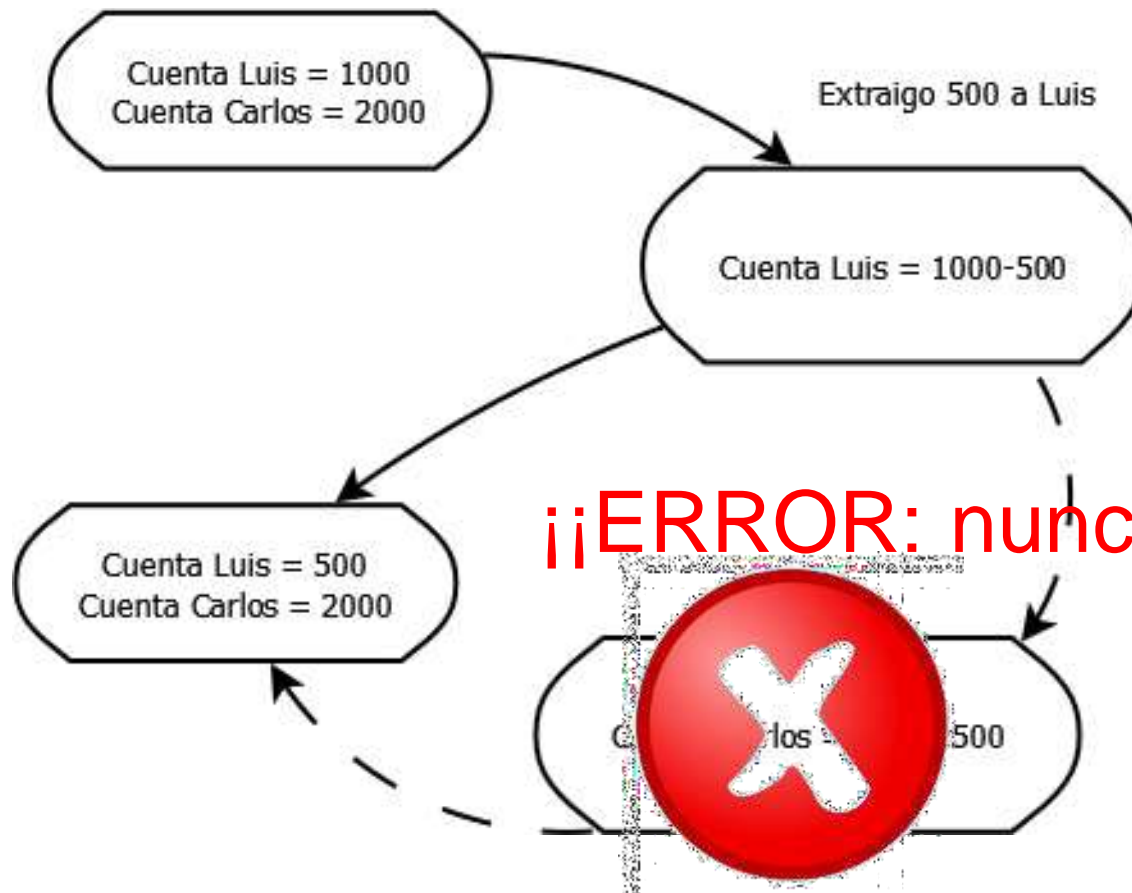 Cuenta Luis = 1000
Cuenta Carlos = 2000
Extraigo 500 a Luis
Cuenta Luis = 1000-500
¡¡ERROR: nunc
Cuenta Luis = 500
Cuenta Carlos = 2000
500